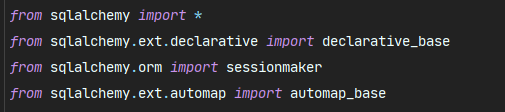 from sqlalchemy import *
from sqlalchemy.ext.declarative import declarative_base
from sqlalchemy.orm import sessionmaker
from sqlalchemy.ext.automap import automap_base